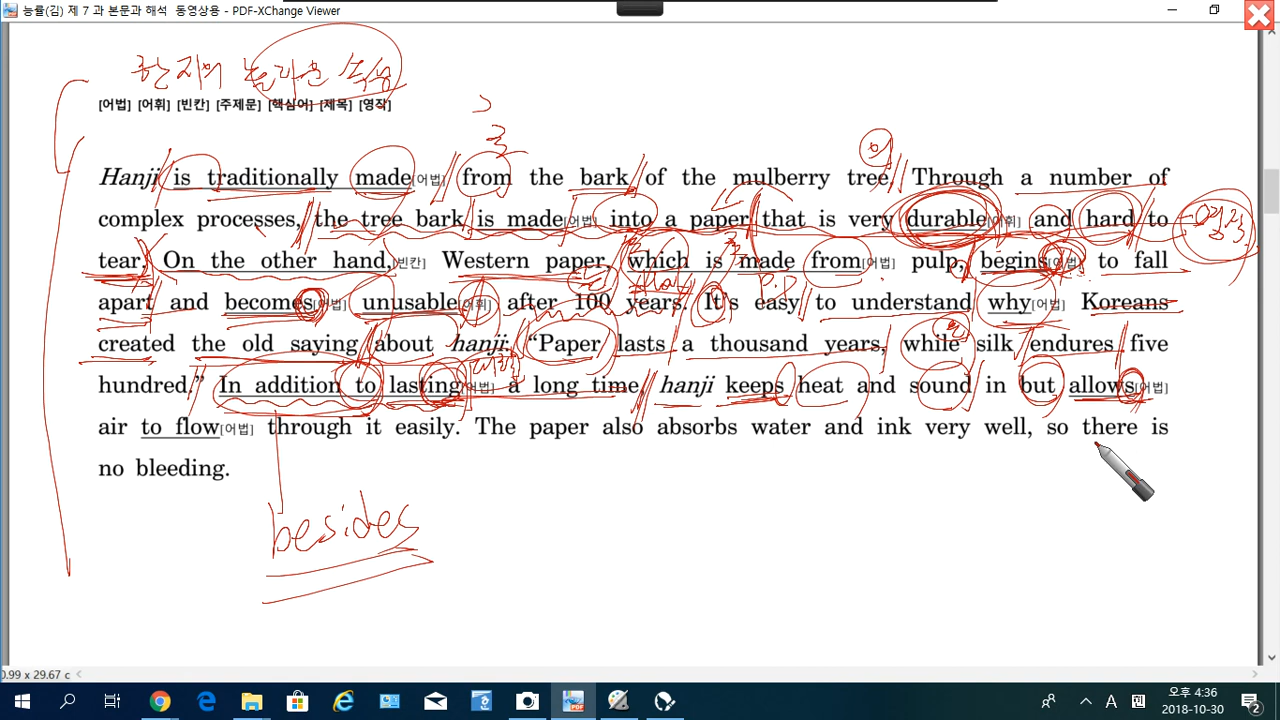 능률(김) 제 7 과 본문과 해석 동영상용 - PDF-XChange Viewer
한지의 놀라운 속성
[어법] [어휘] [빈칸] [주제문] [핵심어] [제목] [영작]
Hanji is traditionally made[어법] from the bark of the mulberry tree. Through a number of
complex processes, the tree bark is made[어법] into a paper that is very durable[어휘] and hard to
tear. On the other hand,[빈칸] Western paper, which is made from[어법] pulp, begins[어법] to fall
apart and becomes[어법] unusable[어휘] after 100 years. It's easy to understand why[어법] Koreans
created the old saying about hanji: “Paper lasts a thousand years, while silk endures five
hundred.” In addition to lasting[어법] a long time, hanji keeps heat and sound in but allows[어법]
air to flow[어법] through it easily. The paper also absorbs water and ink very well, so there is
no bleeding.
besides
0.99 x 29.67 c
A
오후 4:36
2018-10-30
2